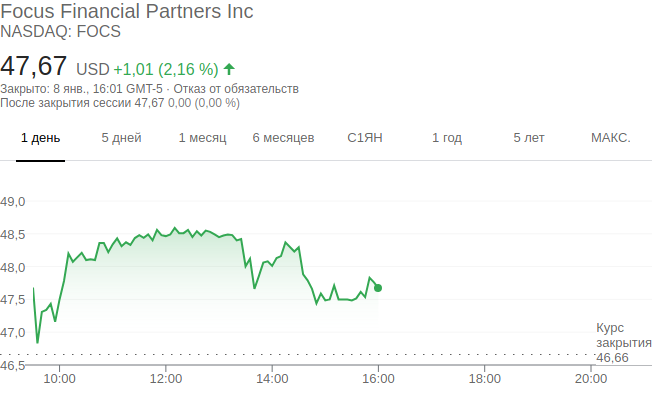 Focus Financial Partners Inc
NASDAQ: FOCS
47,67 USD +1,01 (2,16 %)
Закрыто: 8 янв., 16:01 GMT-5 · Отказ от обязательств
После закрытия сессии 47,67 0,00 (0,00 %)
1 день 5 дней 1 месяц 6 месяцев С1ЯН 1 год 5 лет МАКС.
49,0
48,5
48,0
47,5
47,0
Курс
закрытия
46,66
46,5
10:00 12:00 14:00 16:00 18:00 20:00